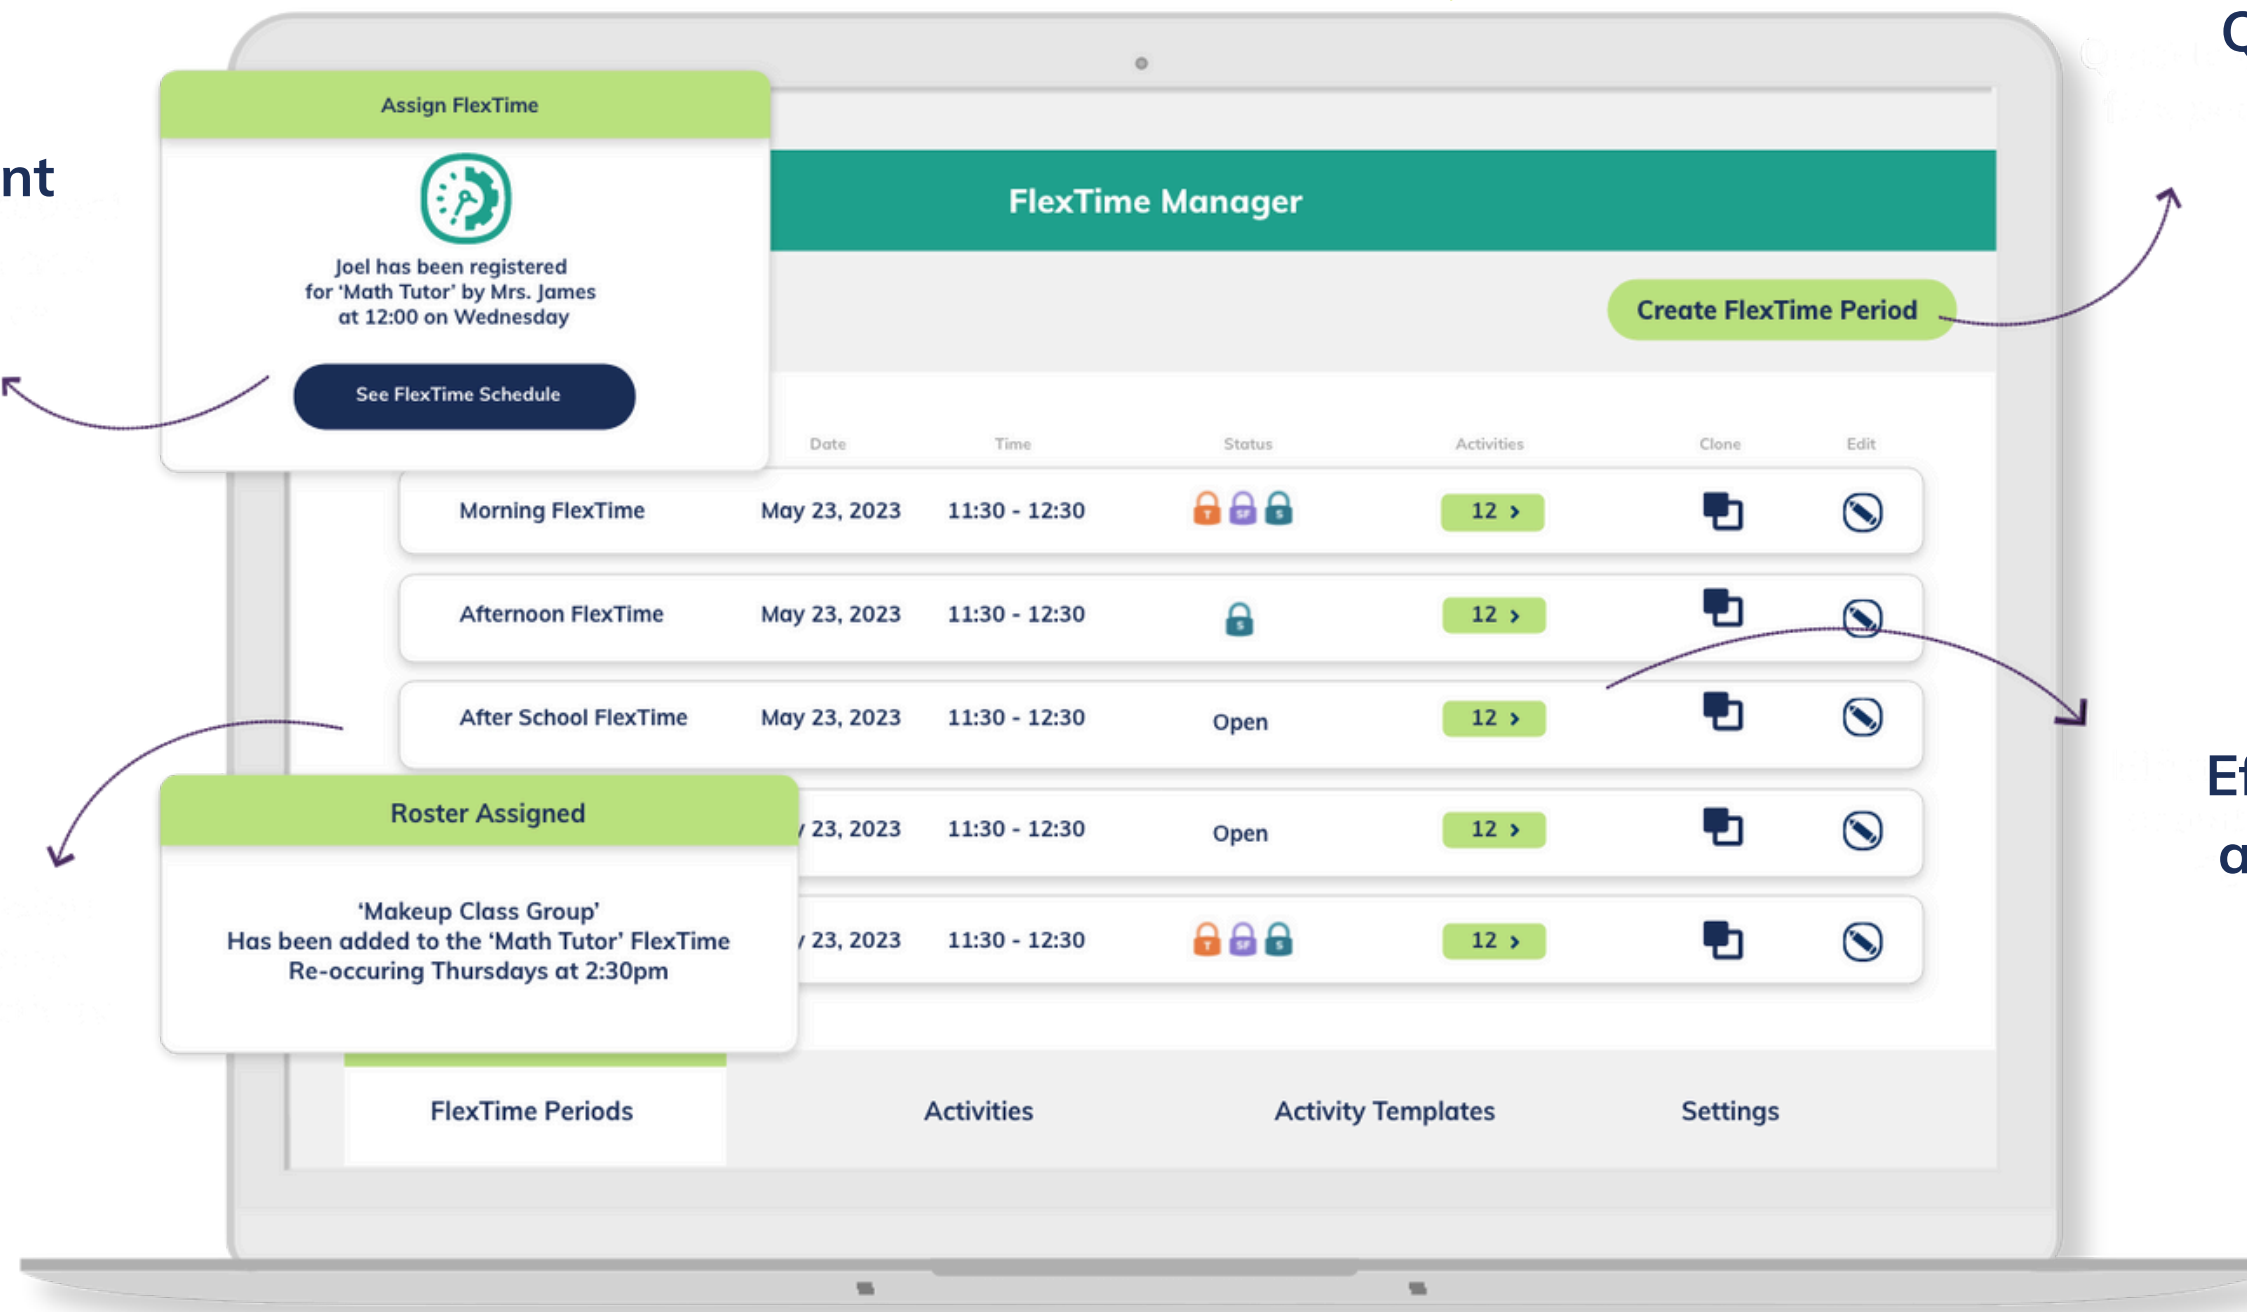 Assign FlexTime
Joel has been registered
for ‘Math Tutor’ by Mrs. James
at 12:00 on Wednesday
See FlexTime Schedule
FlexTime Manager
Create FlexTime Period
Date Time Status Activities Clone Edit
Morning FlexTime May 23, 2023 11:30 - 12:30 T SF S 12 >
Afternoon FlexTime May 23, 2023 11:30 - 12:30 S 12 >
After School FlexTime May 23, 2023 11:30 - 12:30 Open 12 >
23, 2023 11:30 - 12:30 Open 12 >
23, 2023 11:30 - 12:30 T SF S 12 >
Roster Assigned
‘Makeup Class Group’
Has been added to the ‘Math Tutor’ FlexTime
Re-occuring Thursdays at 2:30pm
FlexTime Periods Activities Activity Templates Settings